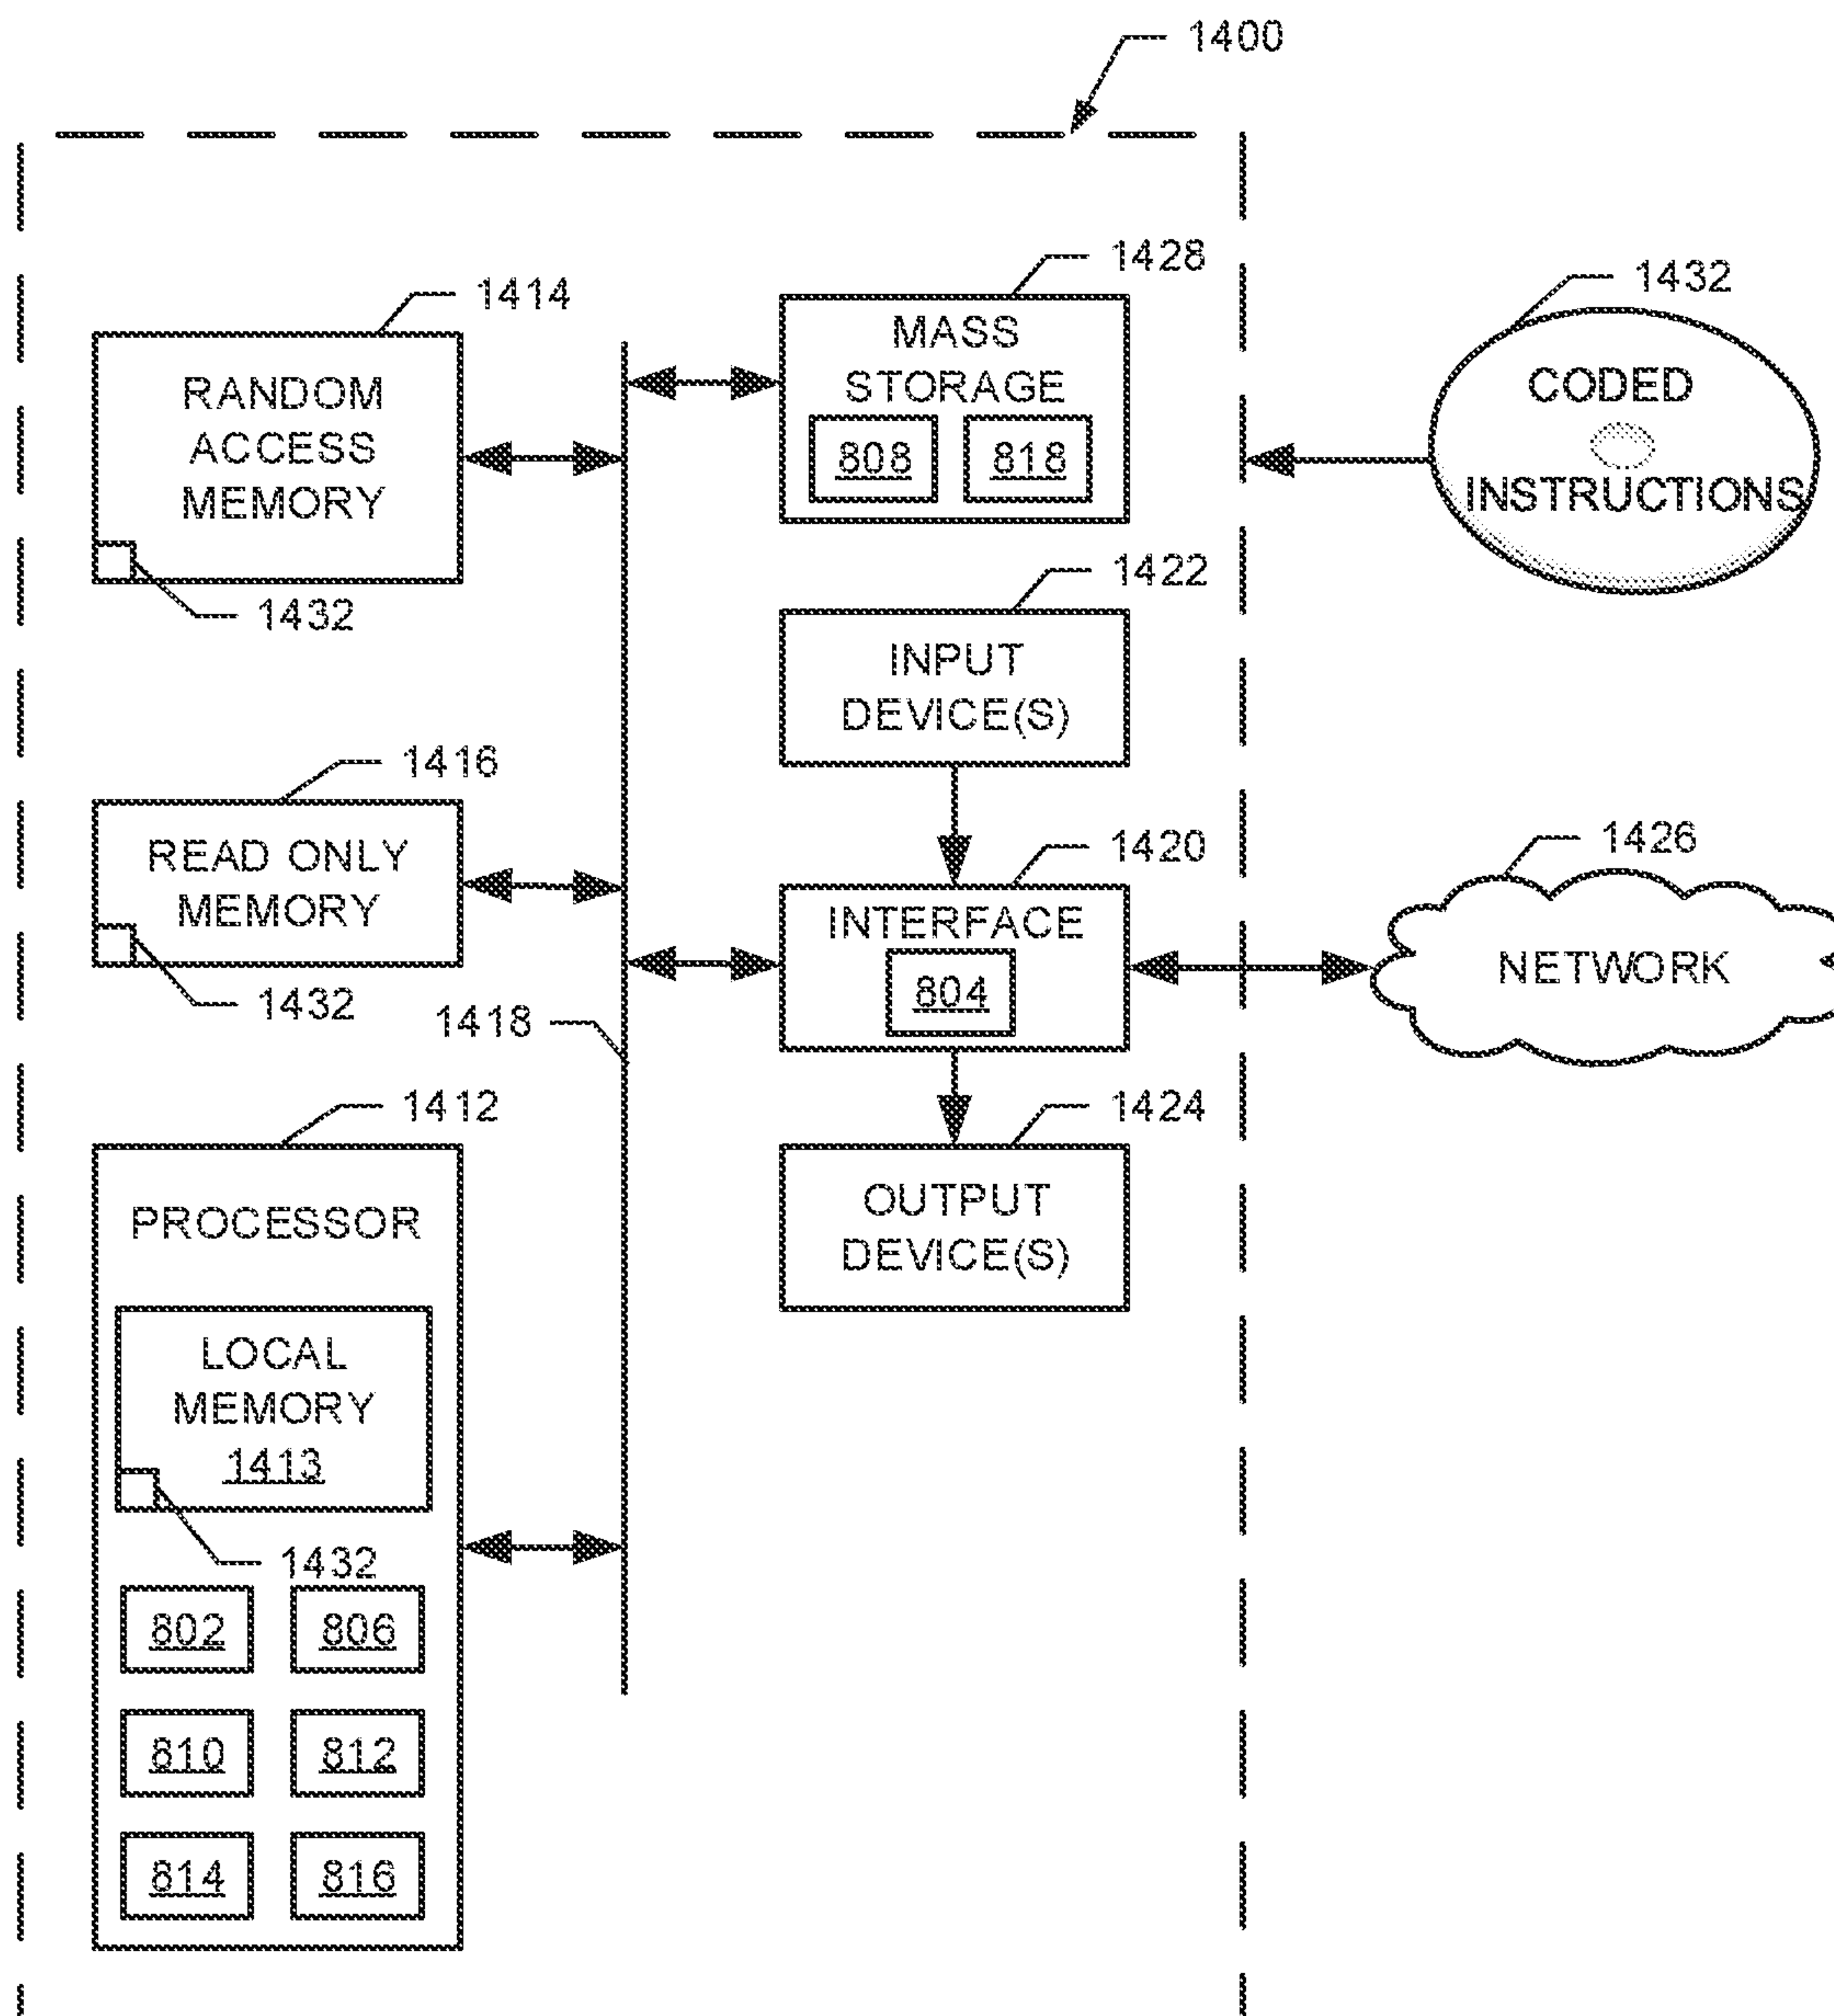 1400
1428
1432
1414
MASS
STORAGE
808 818
CODED
INSTRUCTIONS
RANDOM
ACCESS
MEMORY
1432
1422
INPUT
DEVICE(S)
1416
READ ONLY
MEMORY
1432
1420
INTERFACE
804
1426
NETWORK
1418
1412
1424
PROCESSOR
OUTPUT
DEVICE(S)
LOCAL
MEMORY
1413
1432
802 806
810 812
814 816